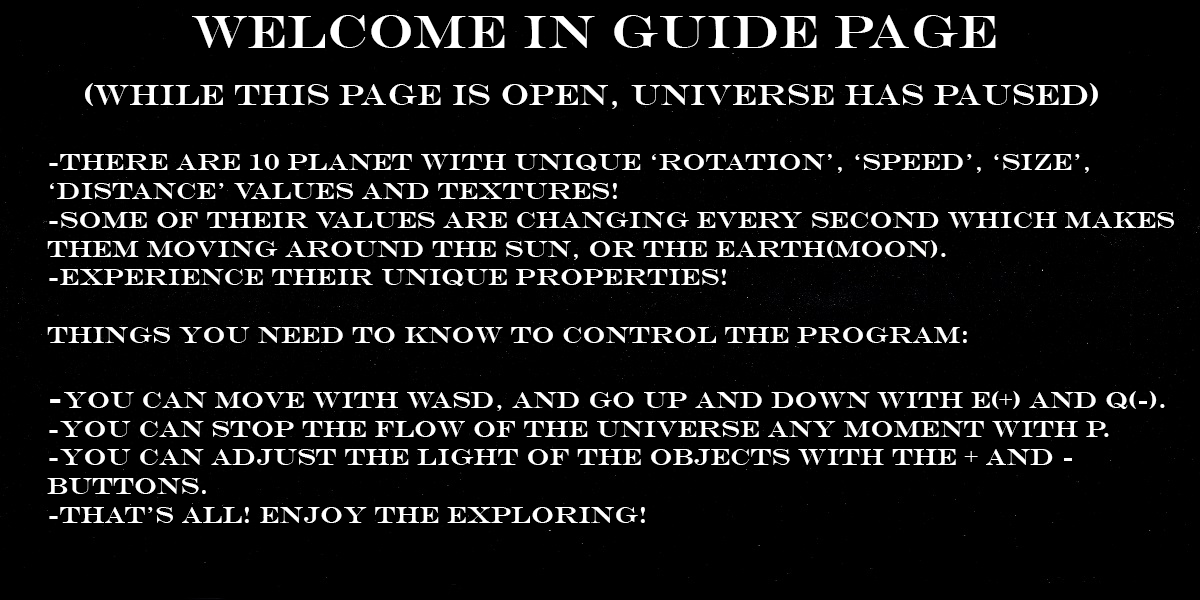 WELCOME IN GUIDE PAGE
(WHILE THIS PAGE IS OPEN, UNIVERSE HAS PAUSED)
-THERE ARE 10 PLANET WITH UNIQUE ‘ROTATION’, ‘SPEED’, ‘SIZE’,
‘DISTANCE’ VALUES AND TEXTURES!
-SOME OF THEIR VALUES ARE CHANGING EVERY SECOND WHICH MAKES
THEM MOVING AROUND THE SUN, OR THE EARTH(MOON).
-EXPERIENCE THEIR UNIQUE PROPERTIES!
THINGS YOU NEED TO KNOW TO CONTROL THE PROGRAM:
-YOU CAN MOVE WITH WASD, AND GO UP AND DOWN WITH E(+) AND Q(-).
-YOU CAN STOP THE FLOW OF THE UNIVERSE ANY MOMENT WITH P.
-YOU CAN ADJUST THE LIGHT OF THE OBJECTS WITH THE + AND -
BUTTONS.
-THAT’S ALL! ENJOY THE EXPLORING!